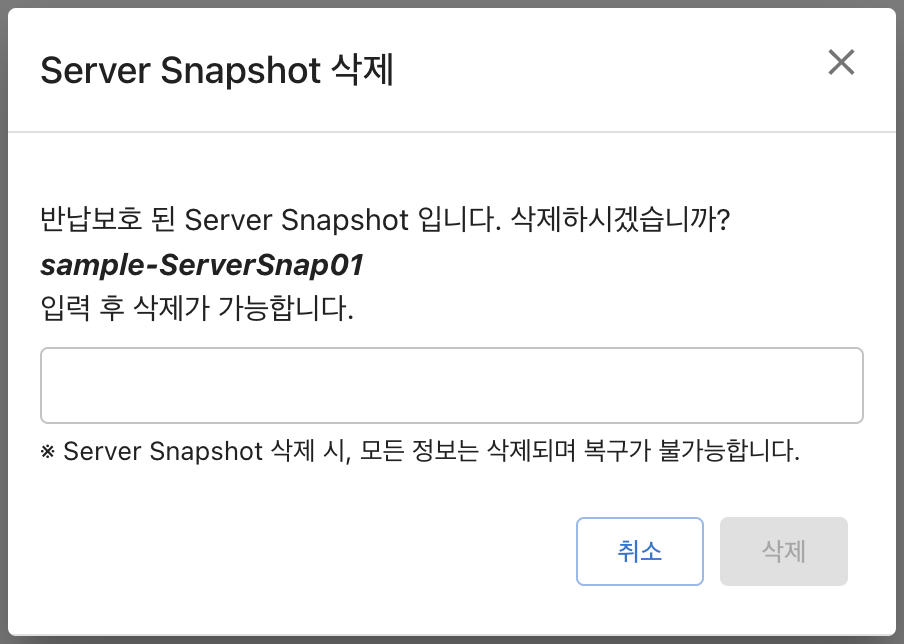 Server Snapshot 삭제
반납보호 된 Server Snapshot 입니다. 삭제하시겠습니까?
sample-ServerSnap01
입력 후 삭제가 가능합니다.
※ Server Snapshot 삭제 시, 모든 정보는 삭제되며 복구가 불가능합니다.
취소 삭제